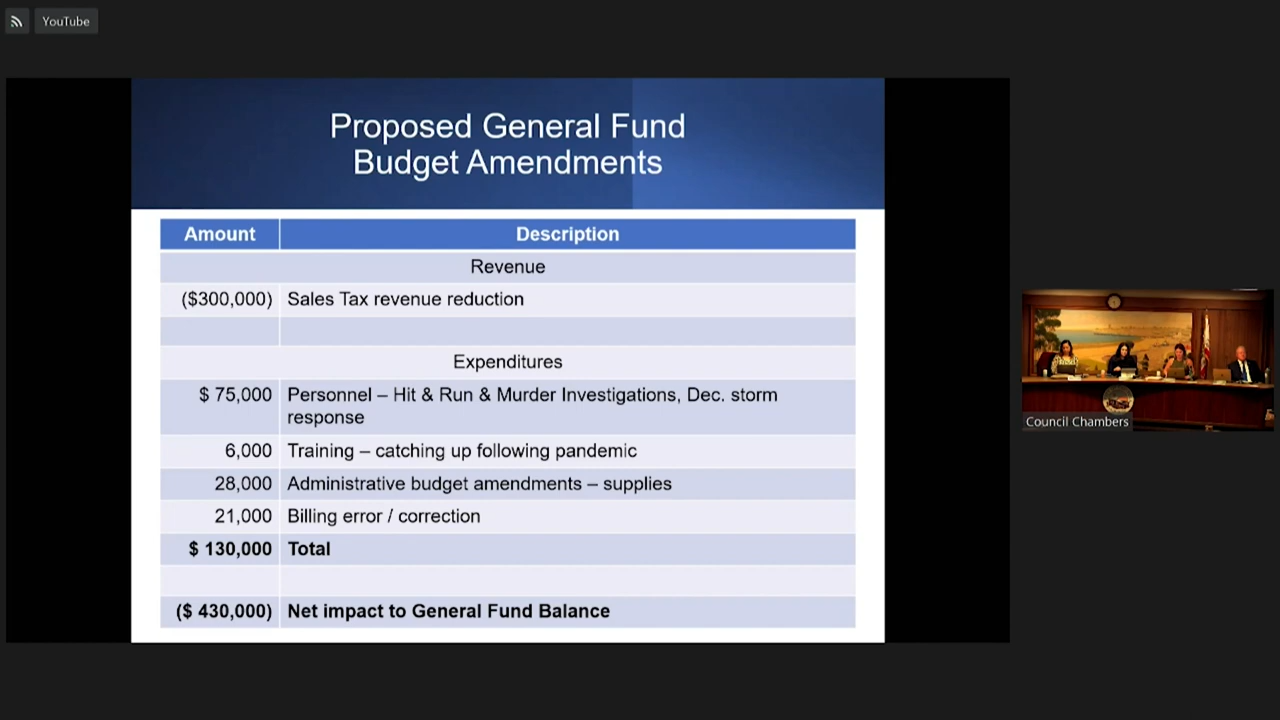 YouTube
Proposed General Fund
Budget Amendments
Amount Description
Revenue
($300,000) Sales Tax revenue reduction
Expenditures
$ 75,000 Personnel – Hit & Run & Murder Investigations, Dec. storm
response
6,000 Training – catching up following pandemic
28,000 Administrative budget amendments – supplies
21,000 Billing error / correction
$ 130,000 Total
($ 430,000) Net impact to General Fund Balance
Council Chambers